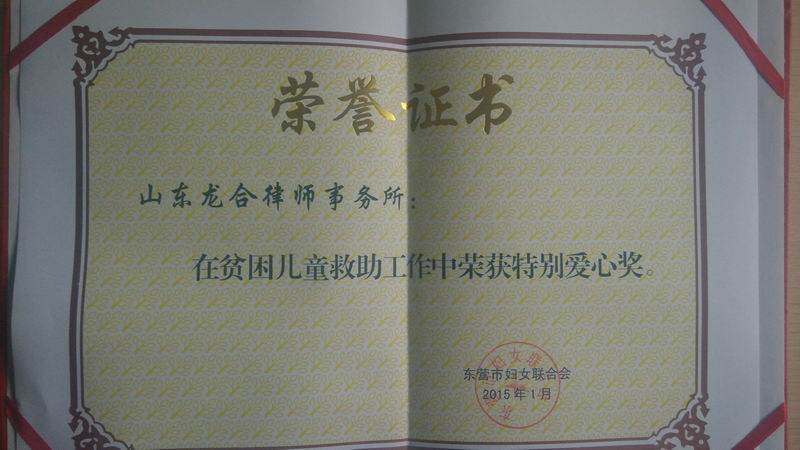 荣誉证书
山东龙合律师事务所：
在贫困儿童救助工作中荣获特别爱心奖。
东营市妇女联合会
2015年1月